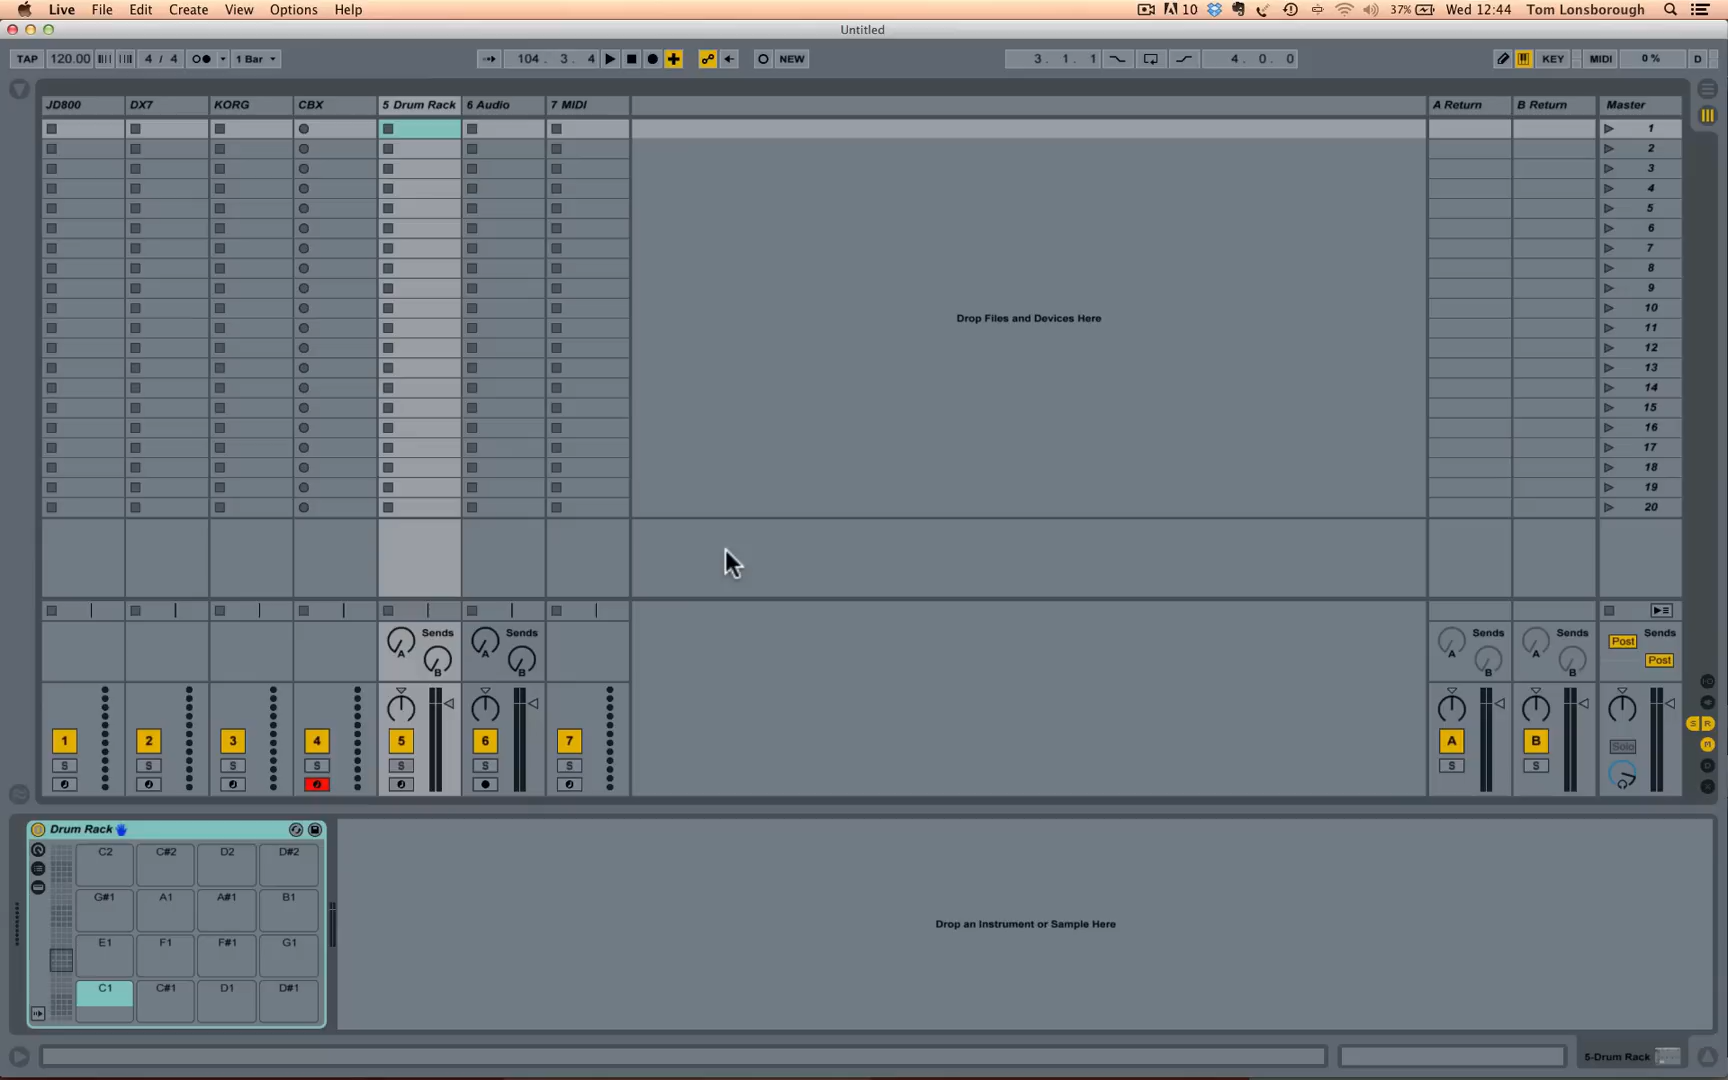 Live File Edit Create View Options Help 10 37% Wed 12:44 Tom Lonsborough
Untitled
TAP 120.00 4 / 4 1 Bar 104 . 3 . 4 NEW 3 . 1 . 1 4 . 0 . 0 KEY MIDI 0 % D
JD800 DX7 KORG CBX 5 Drum Rack 6 Audio 7 MIDI A Return B Return Master
1
2
3
4
5
6
7
8
9
10
11
12
13
14
15
16
17
18
19
20
Drop Files and Devices Here
Sends Sends Sends Sends Post Sends
A B A B A B A B Post
1 2 3 4 5 6 7 A B
S S S S S S S S S Solo
Drum Rack
C2 C#2 D2 D#2
G#1 A1 A#1 B1
E1 F1 F#1 G1
C1 C#1 D1 D#1
Drop an Instrument or Sample Here
5-Drum Rack